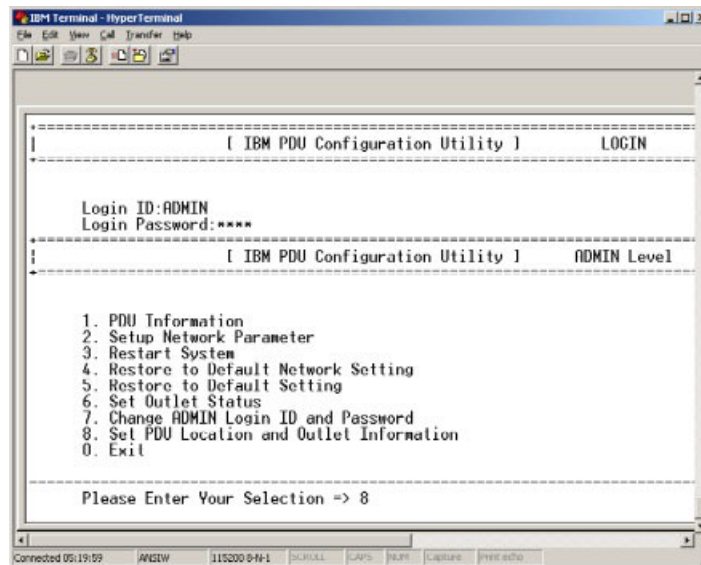 IBM Terminal - HyperTerminal
File Edit View Call Transfer Help
[ IBM PDU Configuration Utility ] LOGIN
Login ID:ADMIN
Login Password:****
[ IBM PDU Configuration Utility ] ADMIN Level
1. PDU Information
2. Setup Network Parameter
3. Restart System
4. Restore to Default Network Setting
5. Restore to Default Setting
6. Set Outlet Status
7. Change ADMIN Login ID and Password
8. Set PDU Location and Outlet Information
0. Exit
Please Enter Your Selection => 8
Connected 05:19:59 ANSIW 115200 8-N-1 SCROLL CAPS NUM Capture Print echo